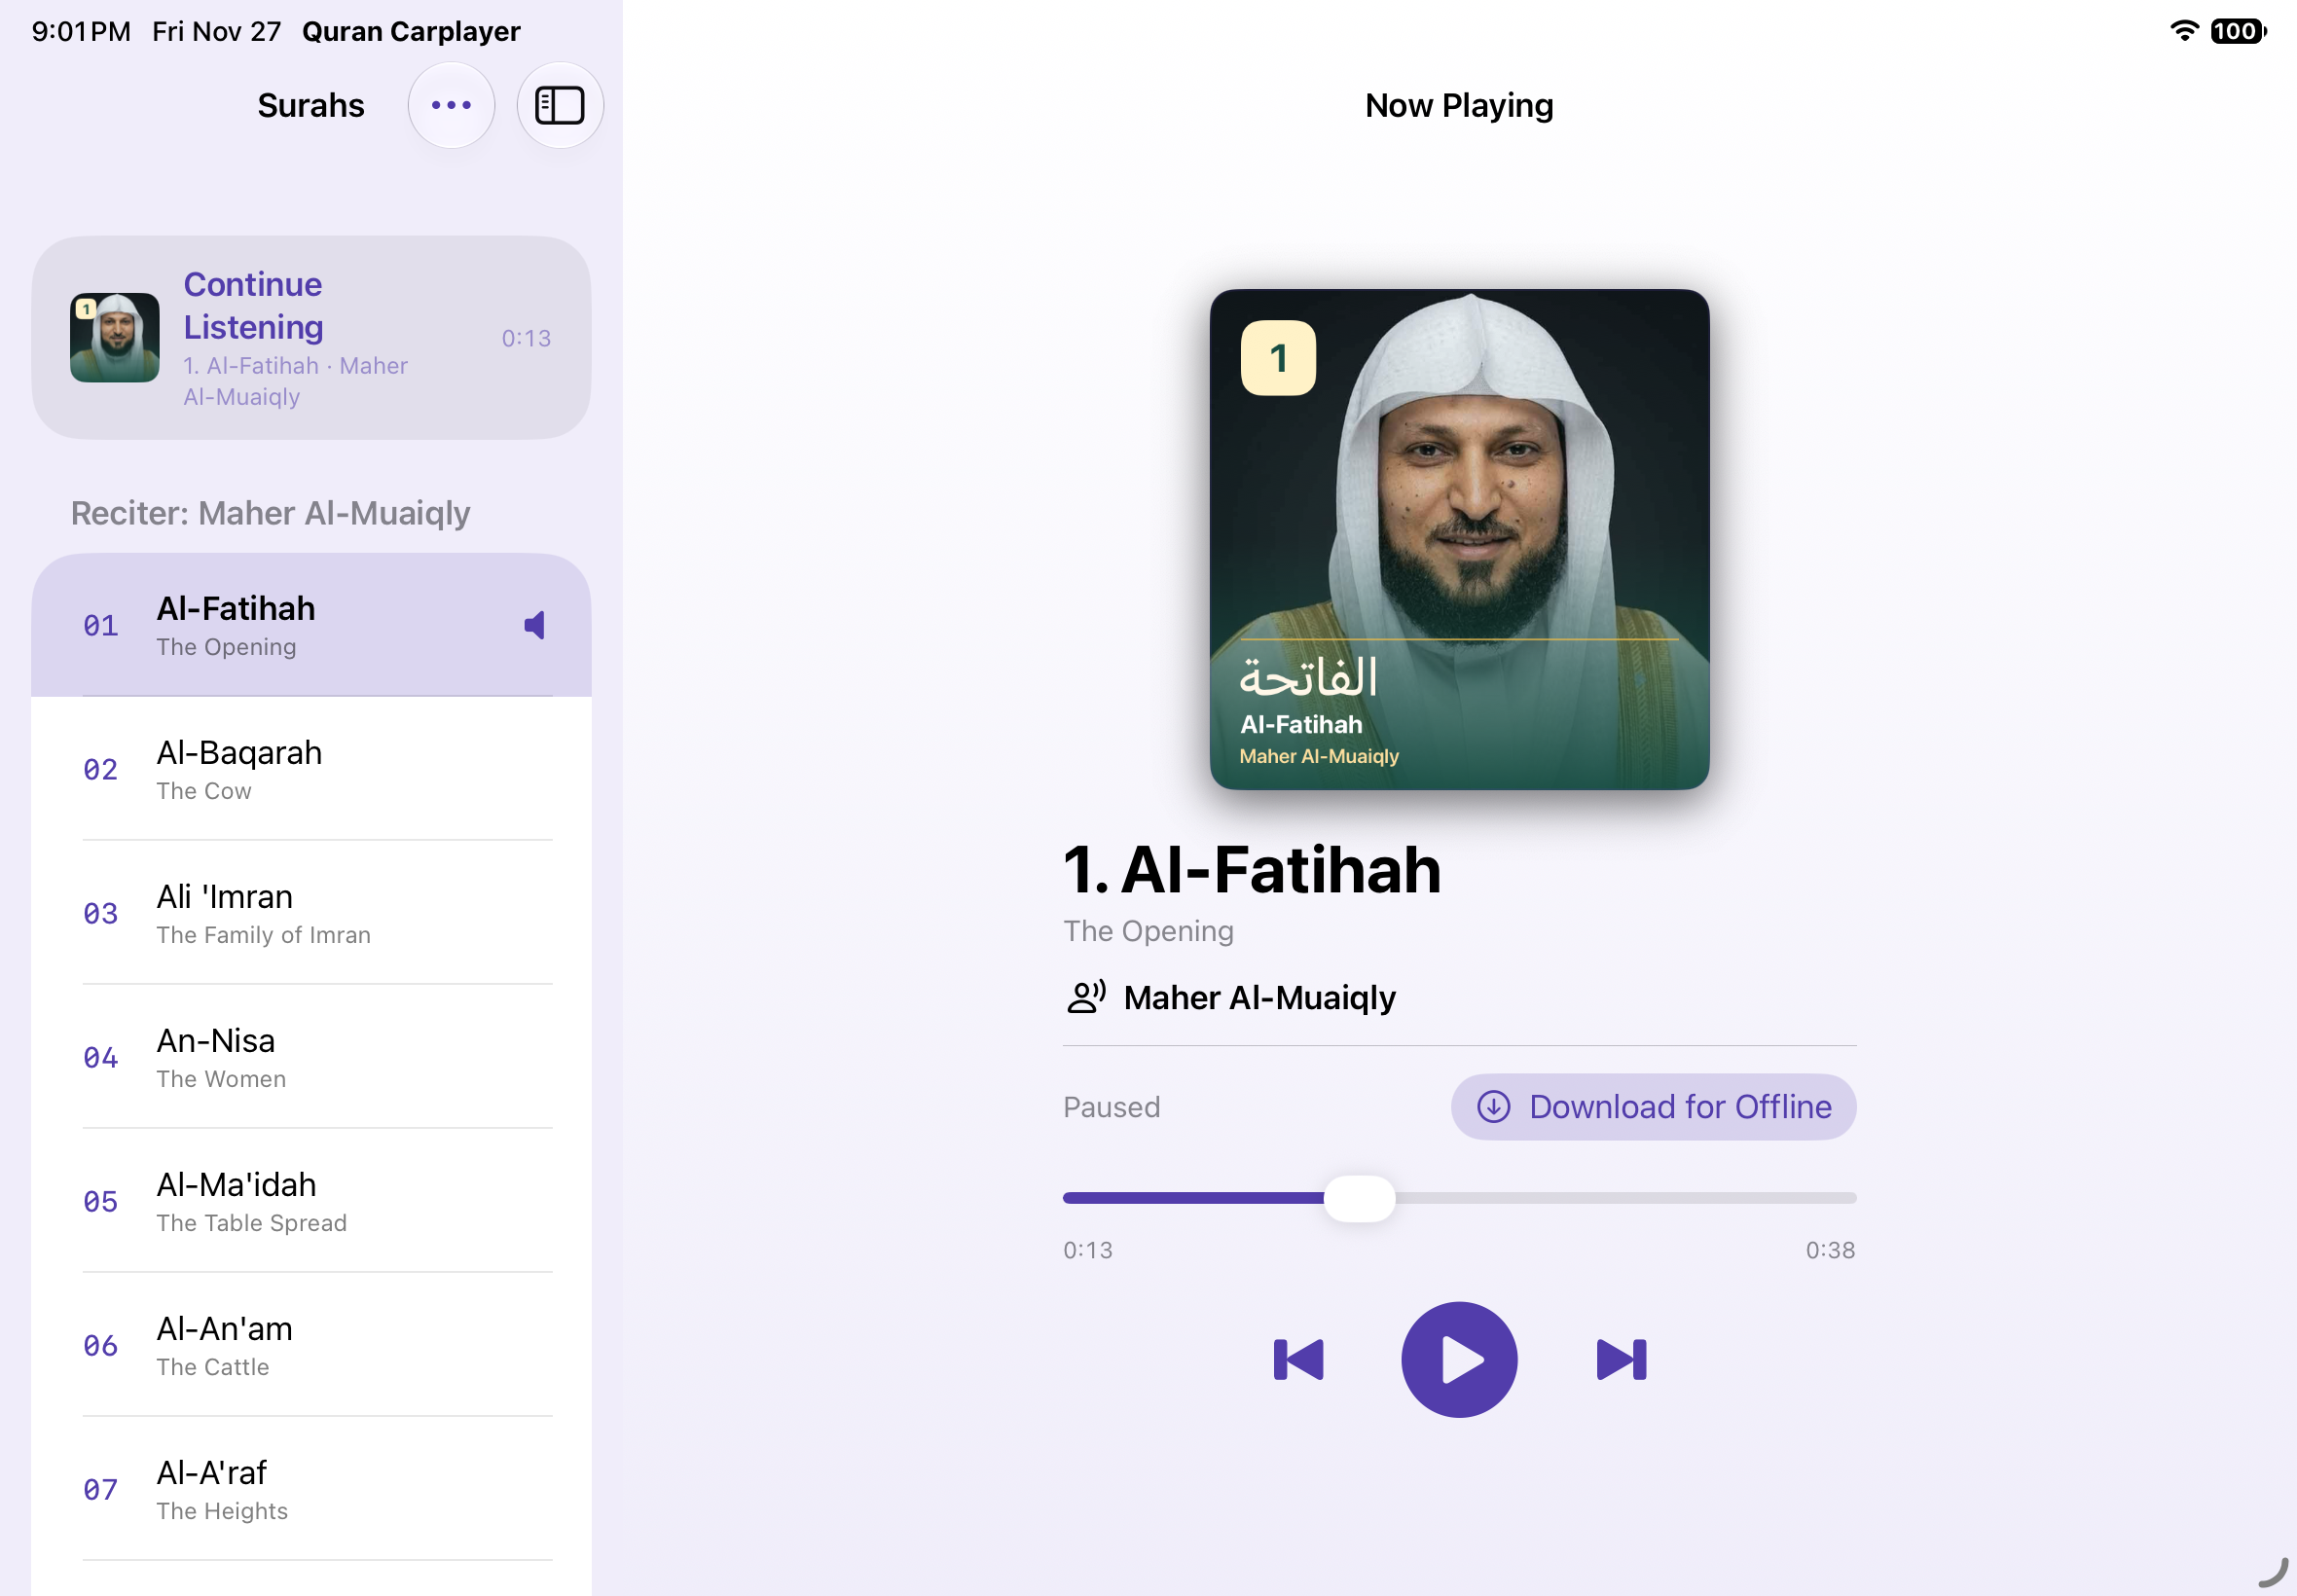 9:01 PM Fri Nov 27 Quran Carplayer
100
Surahs
Continue
Listening
1. Al-Fatihah · Maher
Al-Muaiqly
0:13
1
Reciter: Maher Al-Muaiqly
01
Al-Fatihah
The Opening
02
Al-Baqarah
The Cow
03
Ali 'Imran
The Family of Imran
04
An-Nisa
The Women
05
Al-Ma'idah
The Table Spread
06
Al-An'am
The Cattle
07
Al-A'raf
The Heights
Now Playing
1
الفاتحة
Al-Fatihah
Maher Al-Muaiqly
1. Al-Fatihah
The Opening
Maher Al-Muaiqly
Paused
Download for Offline
0:13
0:38